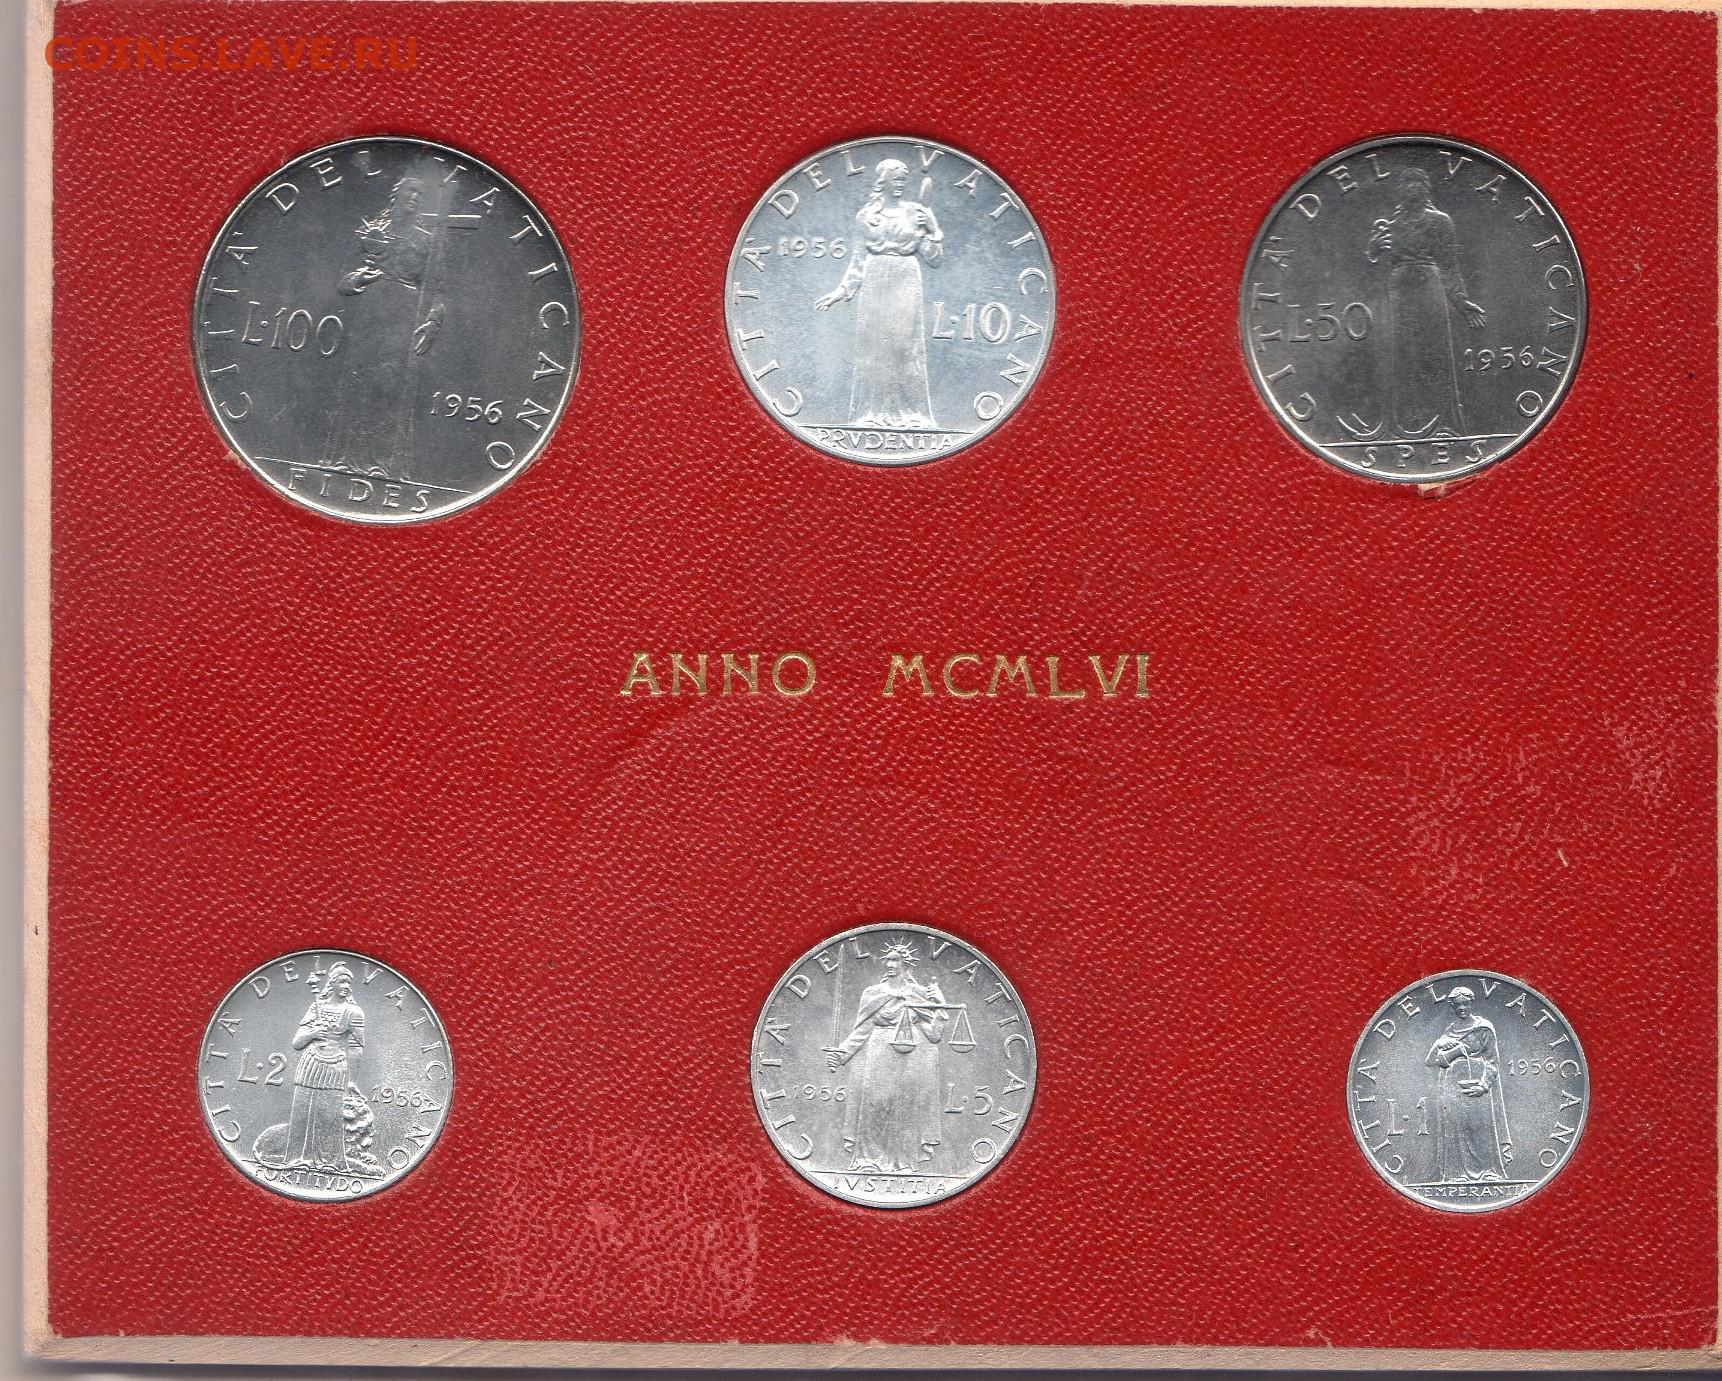 COINS.LAVE.RU
CITTA' DEL VATICANO
L·100
1956
FIDES
CITTA' DEL VATICANO
1956
L·10
PRVDENTIA
CITTA' DEL VATICANO
L·50
1956
SPES
ANNO MCMLVI
CITTA' DEL VATICANO
L·2
1956
FORTITVDO
CITTA' DEL VATICANO
1956
L·5
IVSTITIA
CITTA' DEL VATICANO
1956
L·1
TEMPERANTIA